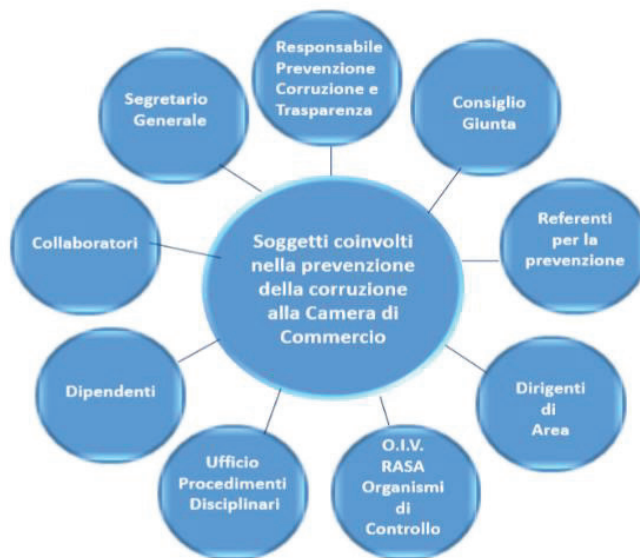 Responsabile
Prevenzione
Corruzione e
Trasparenza
Consiglio
Giunta
Referenti
per la
prevenzione
Dirigenti
di
Area
O.I.V.
RASA
Organismi
di
Controllo
Ufficio
Procedimenti
Disciplinari
Dipendenti
Collaboratori
Segretario
Generale
Soggetti coinvolti
nella prevenzione
della corruzione
alla Camera di
Commercio